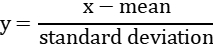 y = x − mean / standard deviation